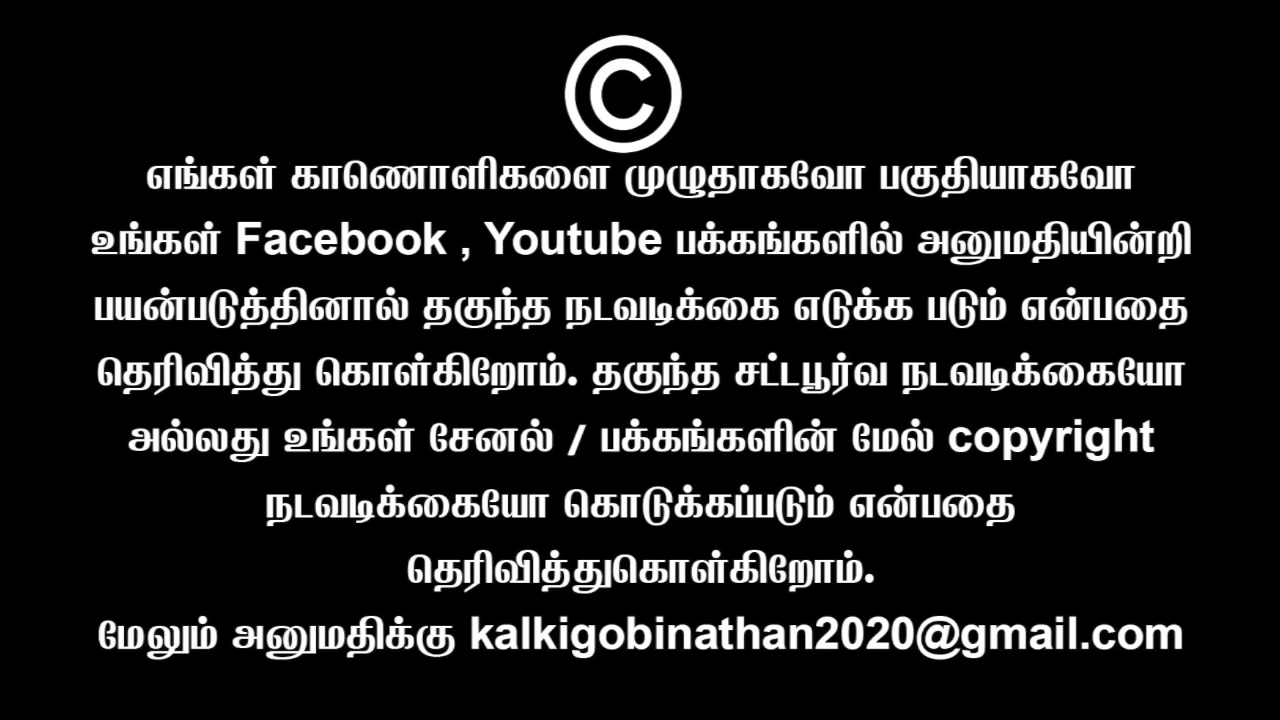 ©
எங்கள் காணொளிகளை முழுதாகவோ பகுதியாகவோ
உங்கள் Facebook , Youtube பக்கங்களில் அனுமதியின்றி
பயன்படுத்தினால் தகுந்த நடவடிக்கை எடுக்க படும் என்பதை
தெரிவித்து கொள்கிறோம். தகுந்த சட்டபூர்வ நடவடிக்கையோ
அல்லது உங்கள் சேனல் / பக்கங்களின் மேல் copyright
நடவடிக்கையோ கொடுக்கப்படும் என்பதை
தெரிவித்துகொள்கிறோம்.
மேலும் அனுமதிக்கு kalkigobinathan2020@gmail.com